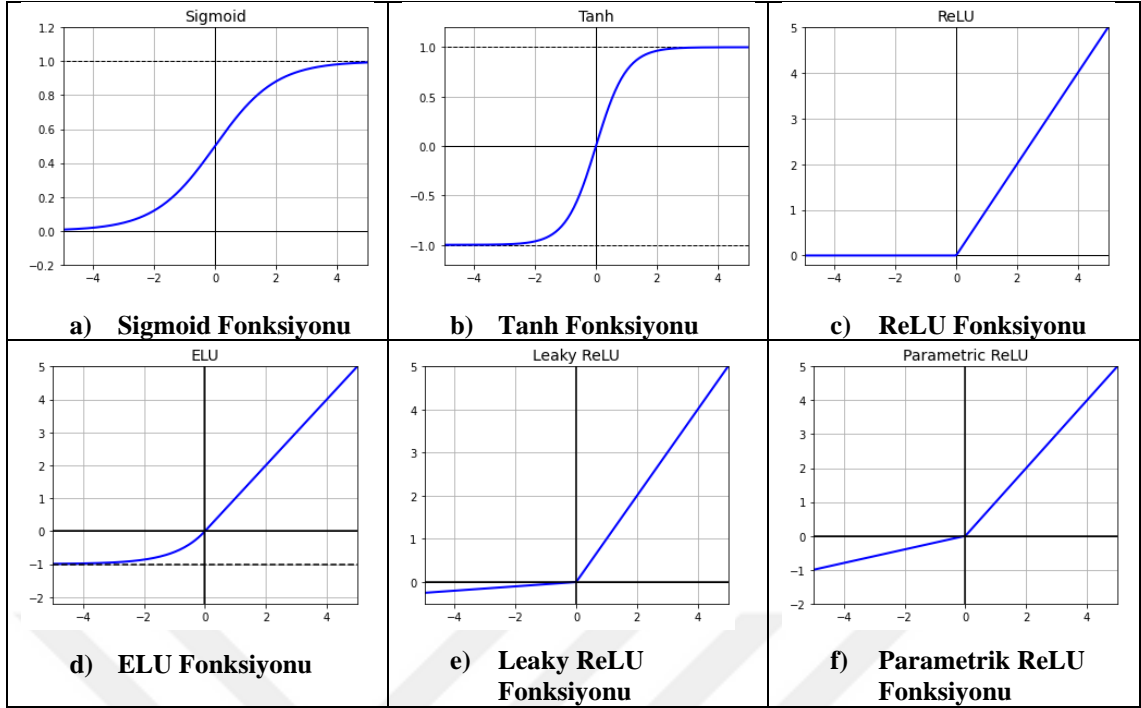 Sigmoid
1.2
1.0
0.8
0.6
0.4
0.2
0.0
−0.2
−4 −2 0 2 4
a) Sigmoid Fonksiyonu
Tanh
1.0
0.5
0.0
−0.5
−1.0
−4 −2 0 2 4
b) Tanh Fonksiyonu
ReLU
5
4
3
2
1
0
−4 −2 0 2 4
c) ReLU Fonksiyonu
ELU
5
4
3
2
1
0
−1
−2
−4 −2 0 2 4
d) ELU Fonksiyonu
Leaky ReLU
5
4
3
2
1
0
−4 −2 0 2 4
e) Leaky ReLU
Fonksiyonu
Parametric ReLU
5
4
3
2
1
0
−1
−2
−4 −2 0 2 4
f) Parametrik ReLU
Fonksiyonu